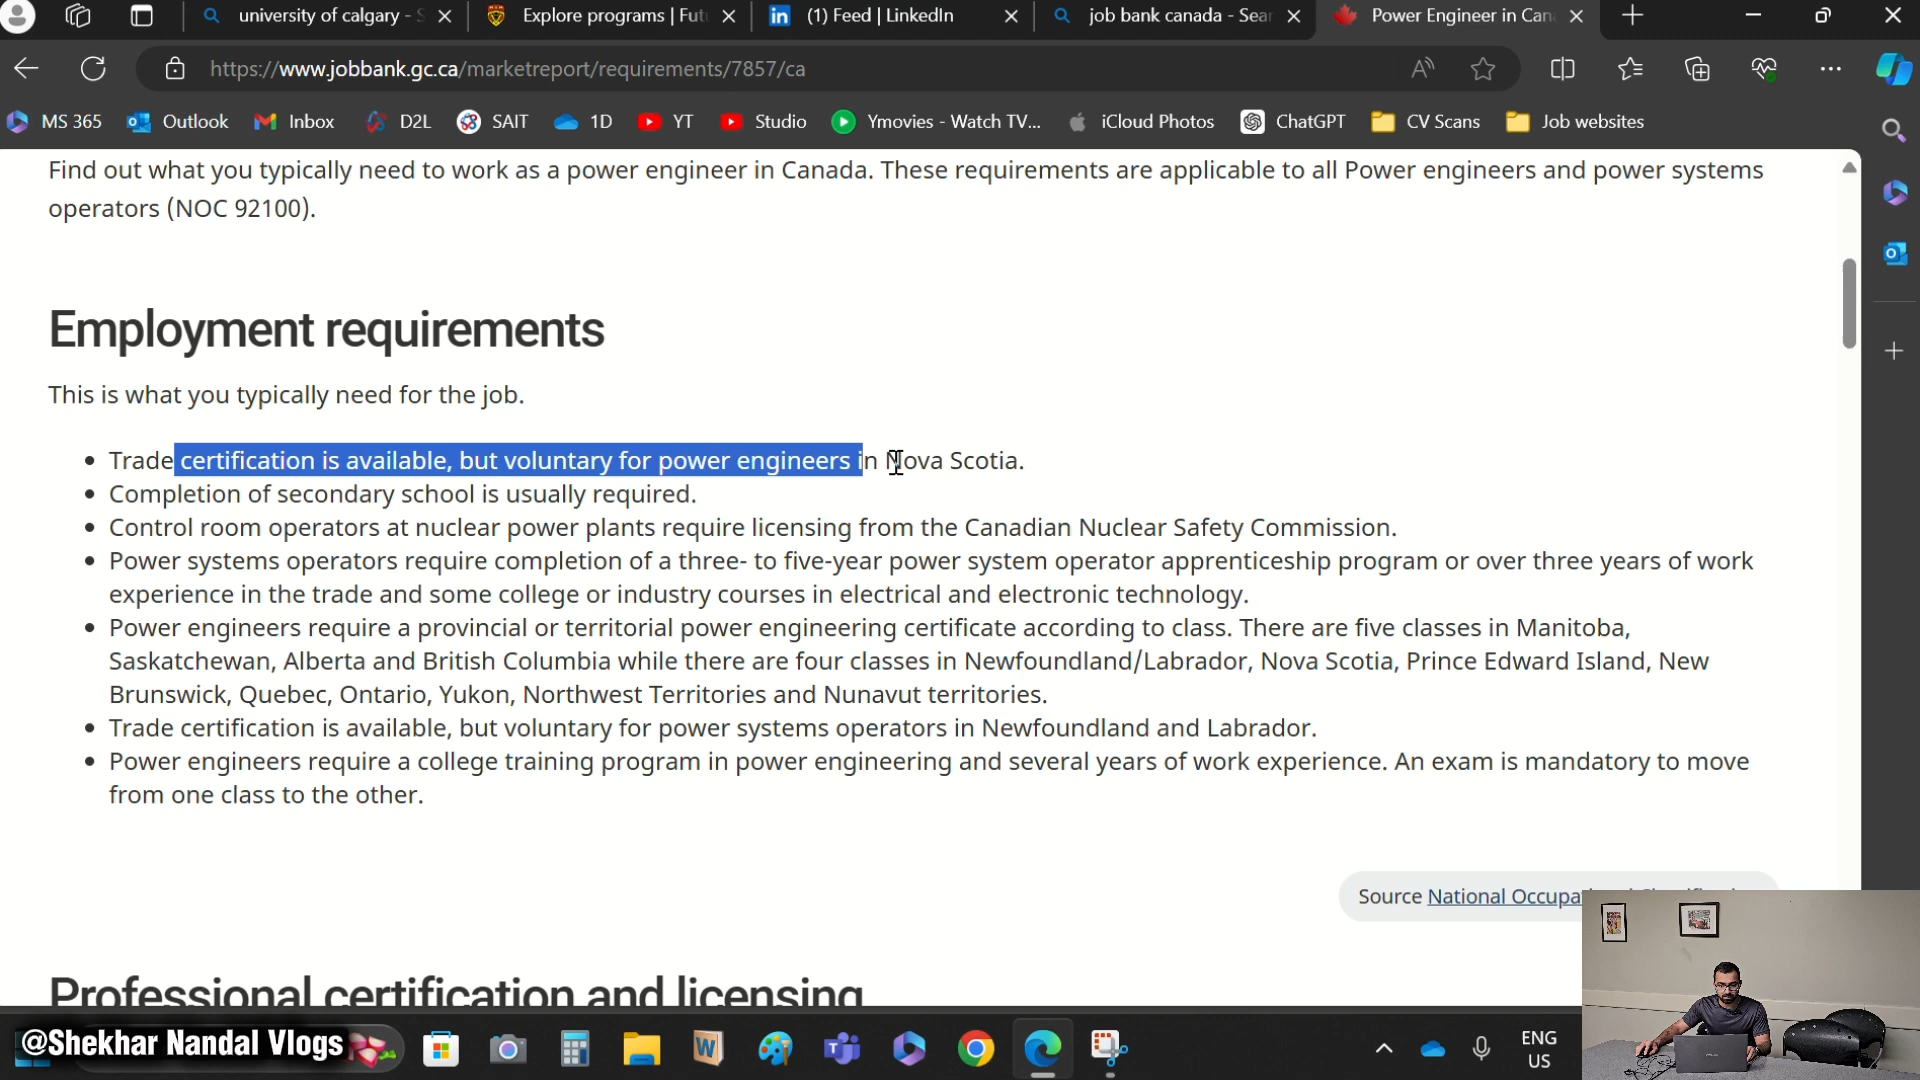 university of calgary - S
Explore programs | Fut
(1) Feed | LinkedIn
job bank canada - Sear
Power Engineer in Can
https://www.jobbank.gc.ca/marketreport/requirements/7857/ca
MS 365
Outlook
Inbox
D2L
SAIT
1D
YT
Studio
Ymovies - Watch TV...
iCloud Photos
ChatGPT
CV Scans
Job websites
Find out what you typically need to work as a power engineer in Canada. These requirements are applicable to all Power engineers and power systems
operators (NOC 92100).
Employment requirements
This is what you typically need for the job.
• Trade certification is available, but voluntary for power engineers in Nova Scotia.
• Completion of secondary school is usually required.
• Control room operators at nuclear power plants require licensing from the Canadian Nuclear Safety Commission.
• Power systems operators require completion of a three- to five-year power system operator apprenticeship program or over three years of work
experience in the trade and some college or industry courses in electrical and electronic technology.
• Power engineers require a provincial or territorial power engineering certificate according to class. There are five classes in Manitoba,
Saskatchewan, Alberta and British Columbia while there are four classes in Newfoundland/Labrador, Nova Scotia, Prince Edward Island, New
Brunswick, Quebec, Ontario, Yukon, Northwest Territories and Nunavut territories.
• Trade certification is available, but voluntary for power systems operators in Newfoundland and Labrador.
• Power engineers require a college training program in power engineering and several years of work experience. An exam is mandatory to move
from one class to the other.
Source National Occupa
Professional certification and licensing
@Shekhar Nandal Vlogs
ENG
US